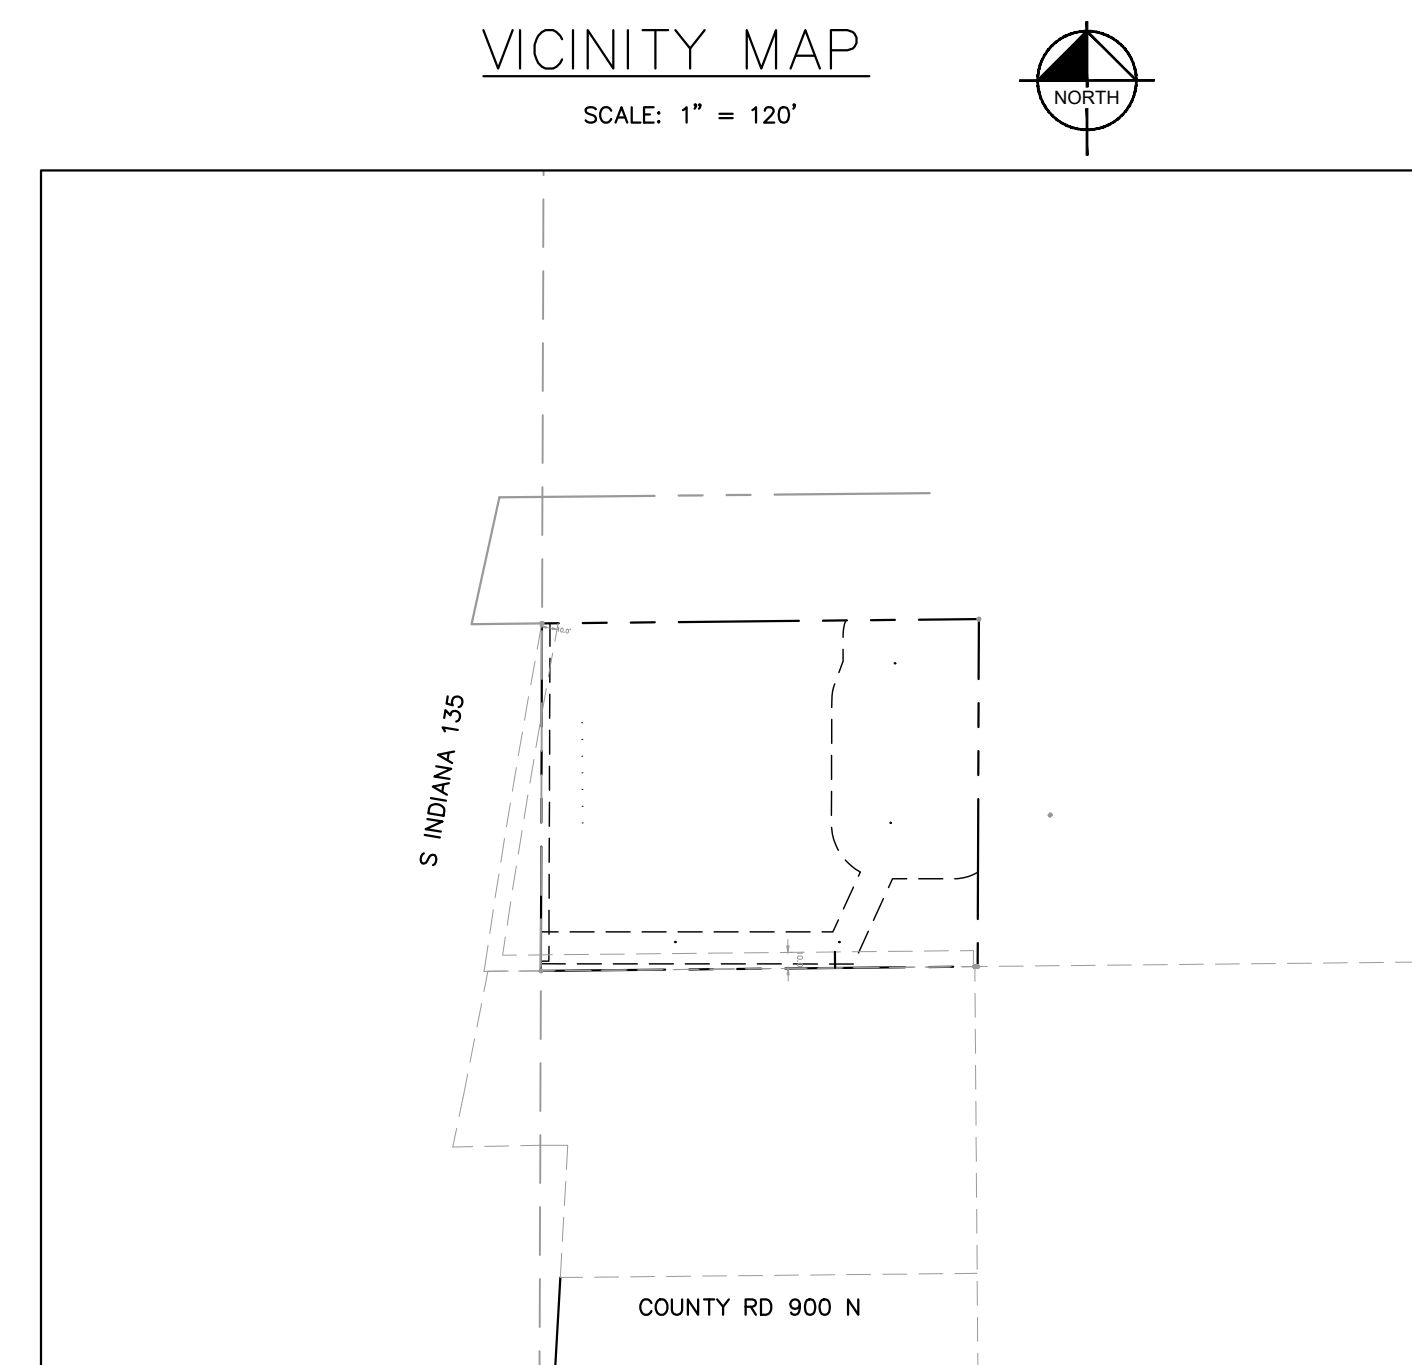 VICINITY MAP
SCALE: 1" = 120'
NORTH
S INDIANA 135
COUNTY RD 900 N